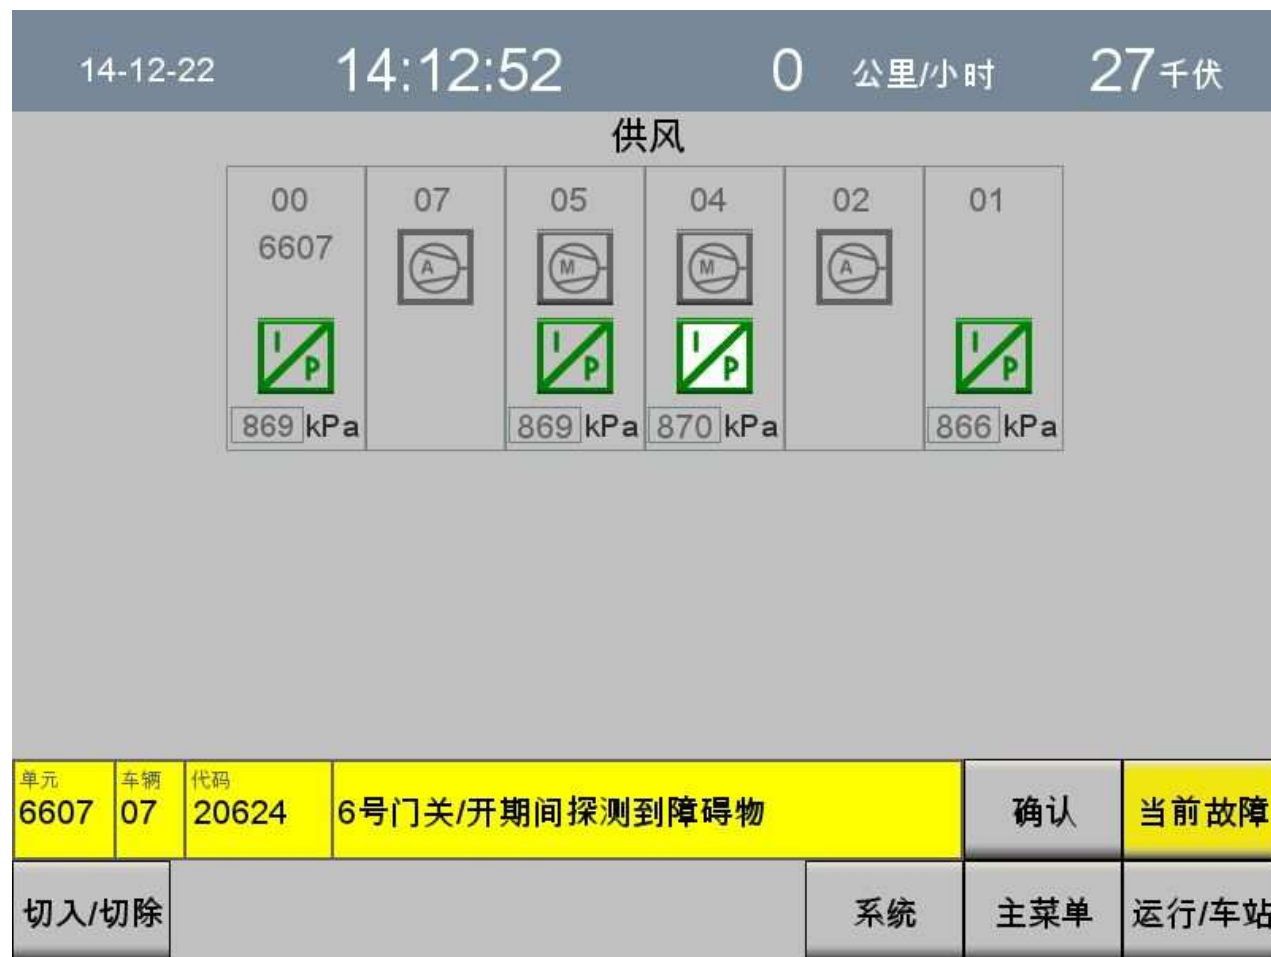 14-12-22 14:12:52 0 公里/小时 27千伏
供风
00 07 05 04 02 01
6607
A M M A
I/P I/P I/P I/P
869 kPa 869 kPa 870 kPa 866 kPa
单元 车辆 代码
6607 07 20624 6号门关/开期间探测到障碍物 确认 当前故障
切入/切除 系统 主菜单 运行/车站